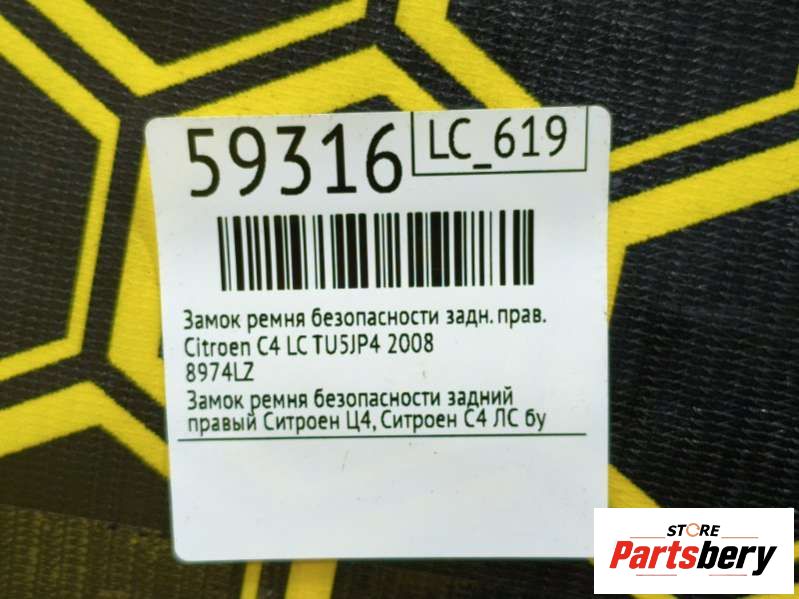 59316
LC_619
Замок ремня безопасности задн. прав.
Citroen C4 LC TU5JP4 2008
8974LZ
Замок ремня безопасности задний
правый Ситроен Ц4, Ситроен С4 ЛС бу
STORE
Partsbery